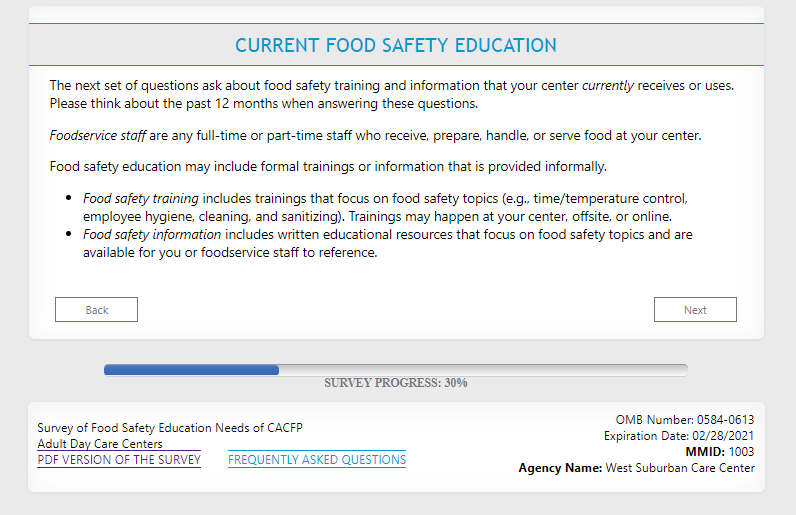 CURRENT FOOD SAFETY EDUCATION
The next set of questions ask about food safety training and information that your center currently receives or uses.
Please think about the past 12 months when answering these questions.
Foodservice staff are any full-time or part-time staff who receive, prepare, handle, or serve food at your center.
Food safety education may include formal trainings or information that is provided informally.
• Food safety training includes trainings that focus on food safety topics (e.g., time/temperature control,
employee hygiene, cleaning, and sanitizing). Trainings may happen at your center, offsite, or online.
• Food safety information includes written educational resources that focus on food safety topics and are
available for you or foodservice staff to reference.
Back
Next
SURVEY PROGRESS: 30%
Survey of Food Safety Education Needs of CACFP
Adult Day Care Centers
PDF VERSION OF THE SURVEY
FREQUENTLY ASKED QUESTIONS
OMB Number: 0584-0613
Expiration Date: 02/28/2021
MMID: 1003
Agency Name: West Suburban Care Center